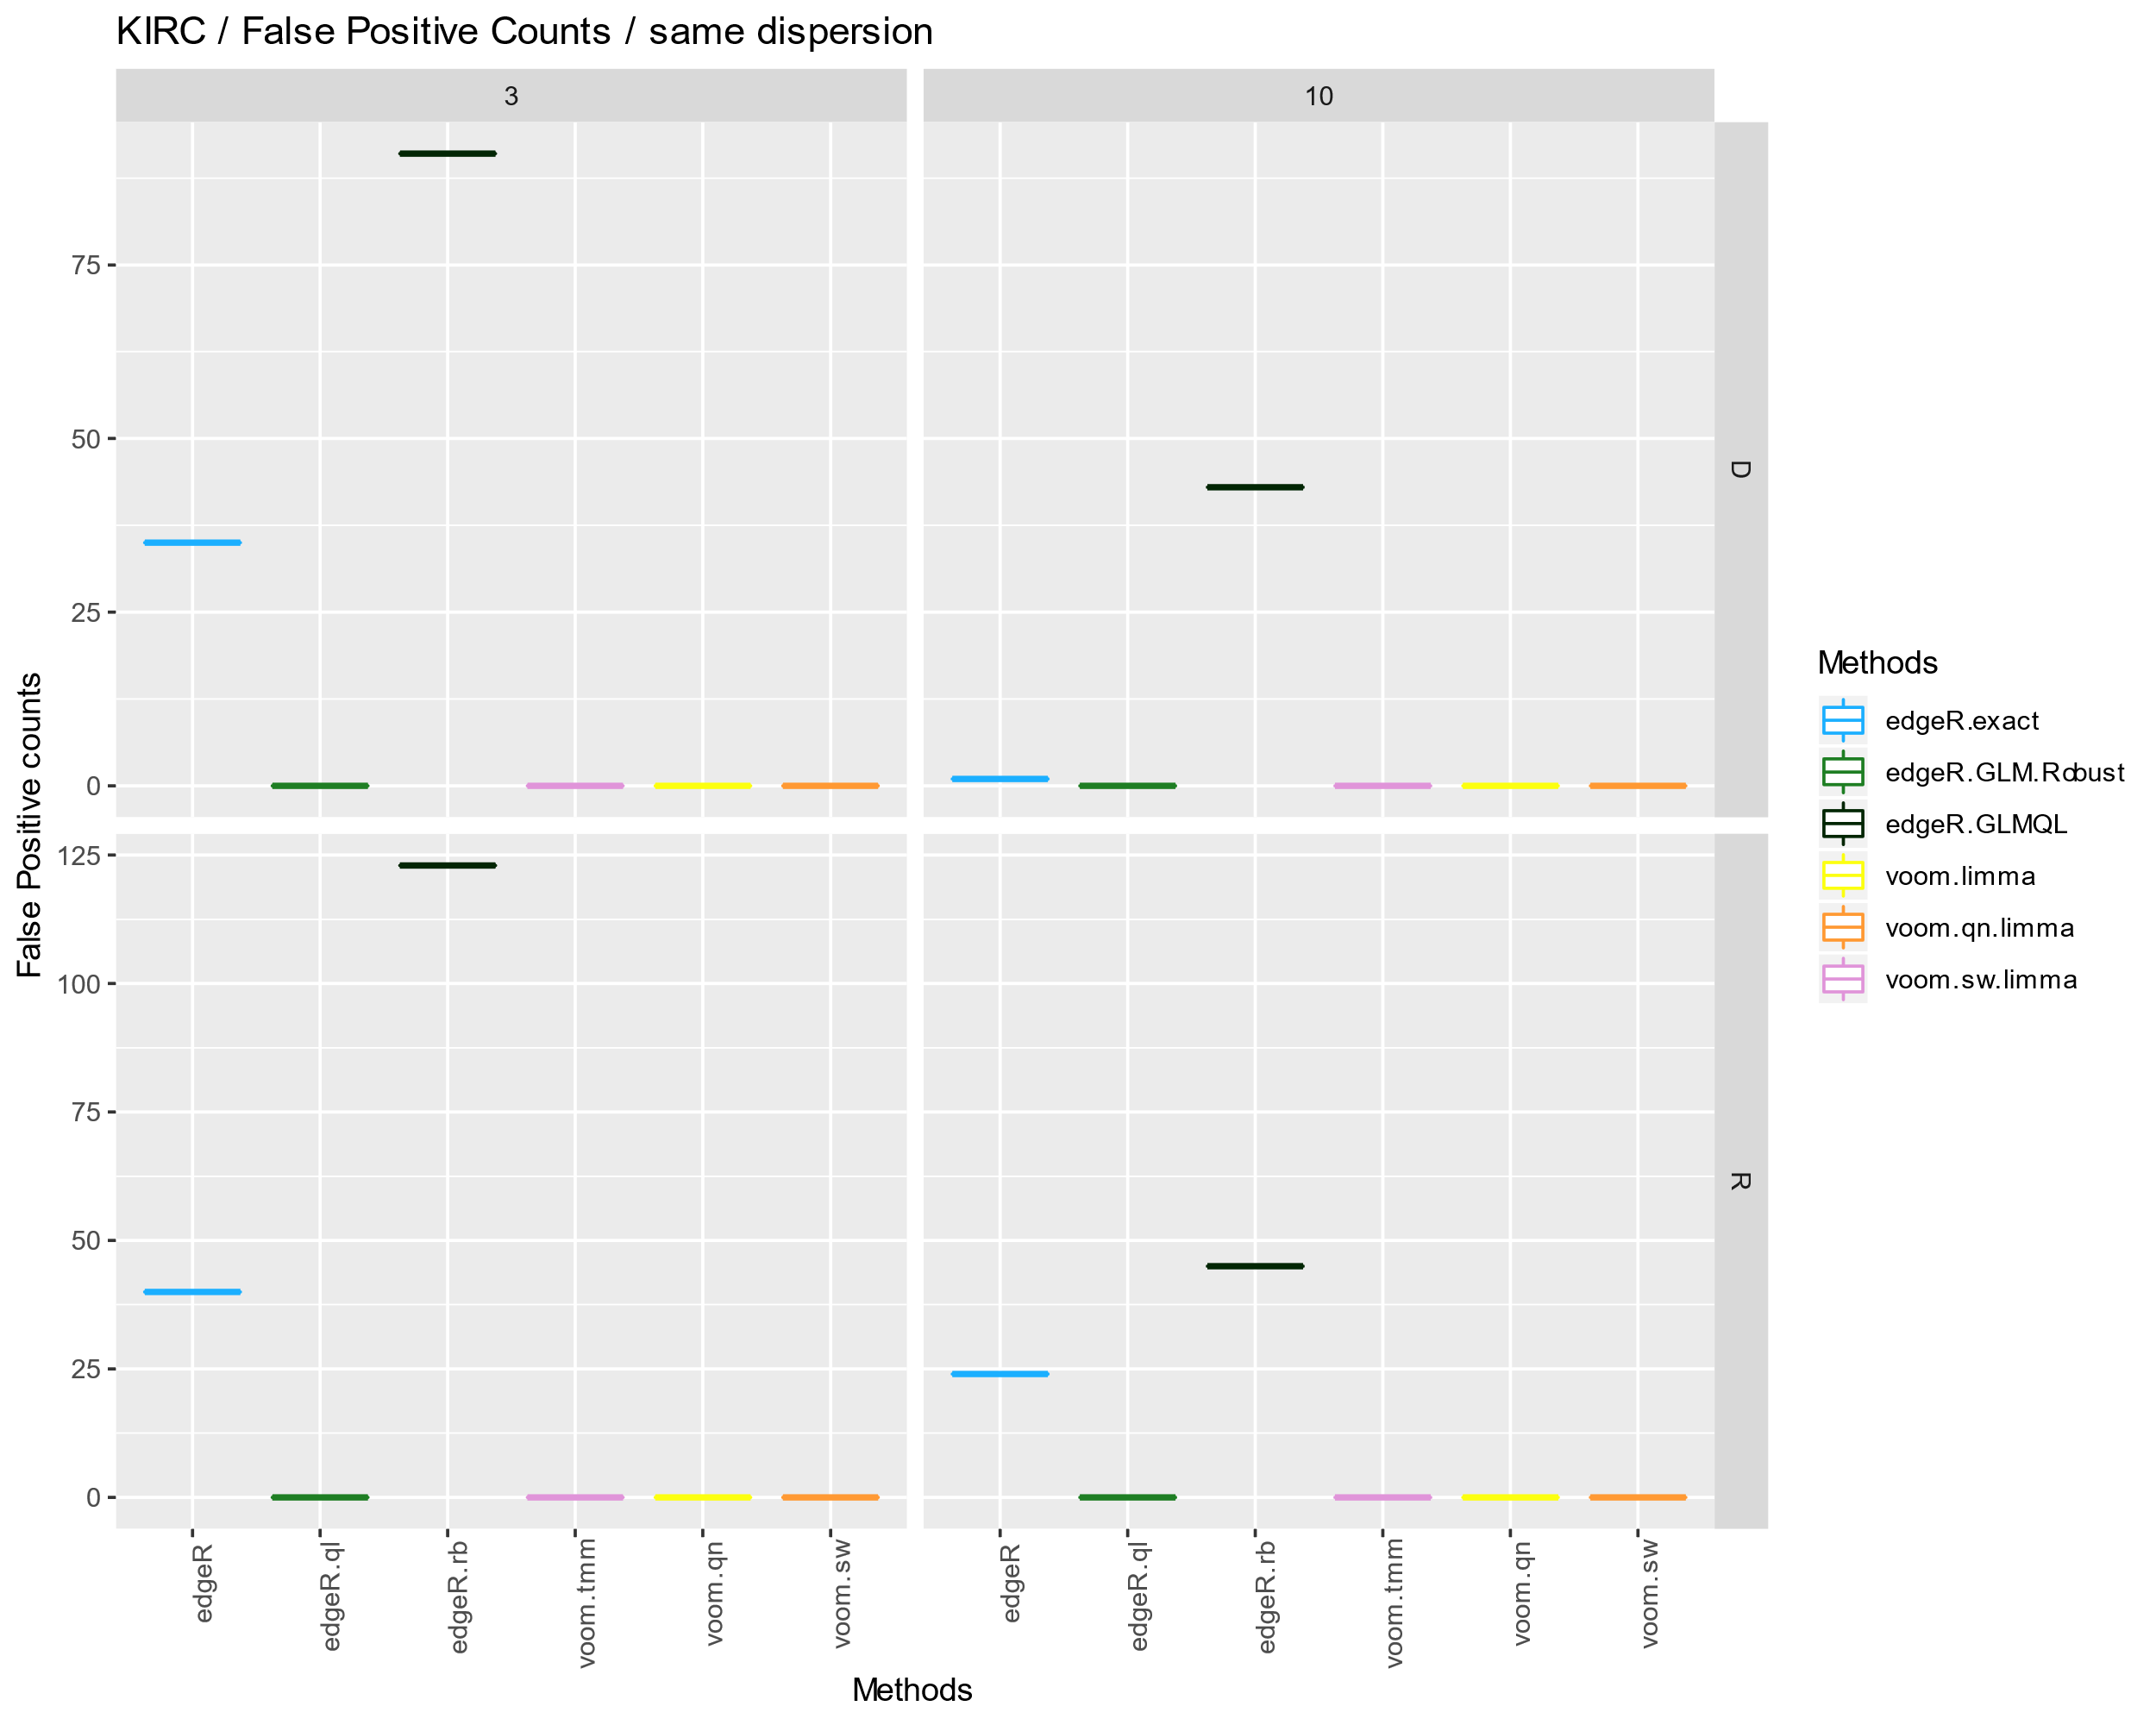 KIRC / False Positive Counts / same dispersion
3
10
75
50
25
0
D
125
100
75
50
25
0
R
False Positive counts
edgeR
edgeR.ql
edgeR.rb
voom.tmm
voom.qn
voom.sw
edgeR
edgeR.ql
edgeR.rb
voom.tmm
voom.qn
voom.sw
Methods
Methods
edgeR.exact
edgeR.GLM.Robust
edgeR.GLMQL
voom.limma
voom.qn.limma
voom.sw.limma